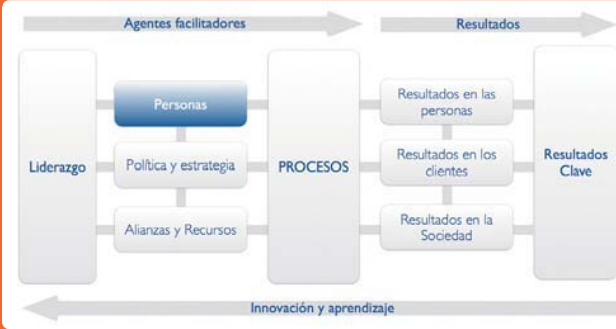 Agentes facilitadores
Resultados
Liderazgo
Personas
Política y estrategia
Alianzas y Recursos
PROCESOS
Resultados en las
personas
Resultados en los
clientes
Resultados en la
Sociedad
Resultados
Clave
Innovación y aprendizaje